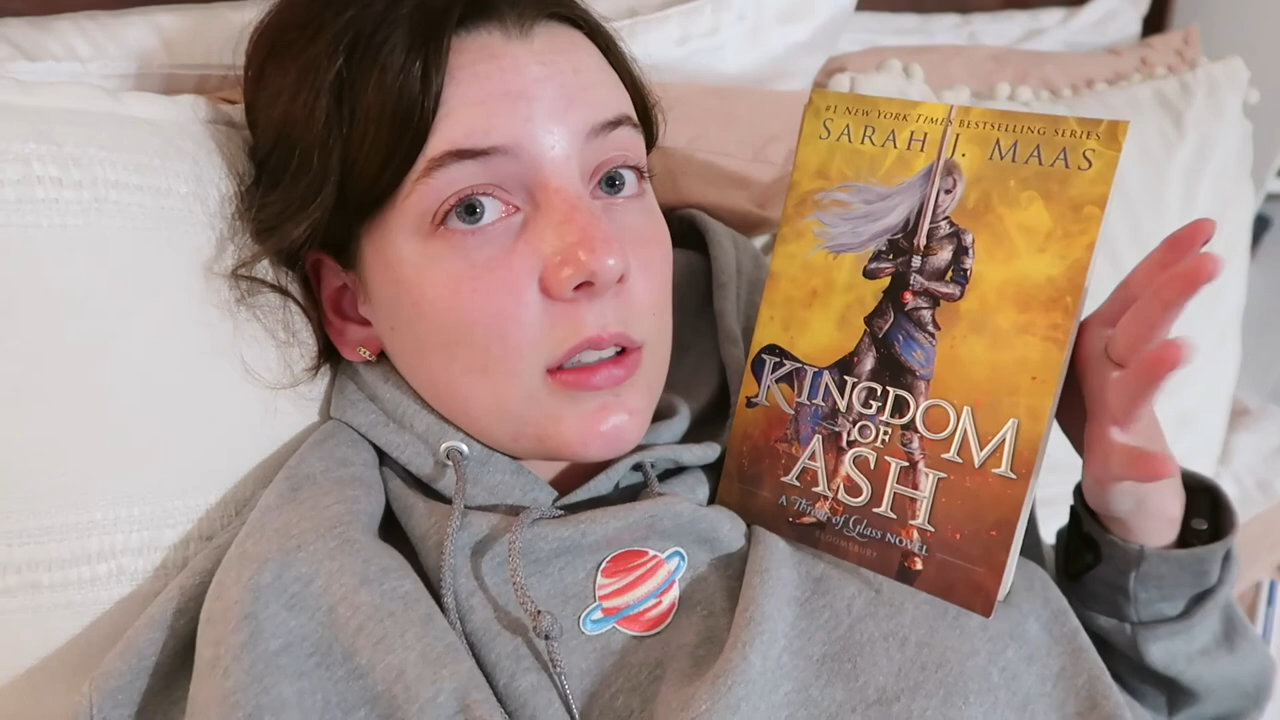 #1 NEW YORK TIMES BESTSELLING SERIES
SARAH J. MAAS
KINGDOM
OF
ASH
A Throne of Glass NOVEL
BLOOMSBURY